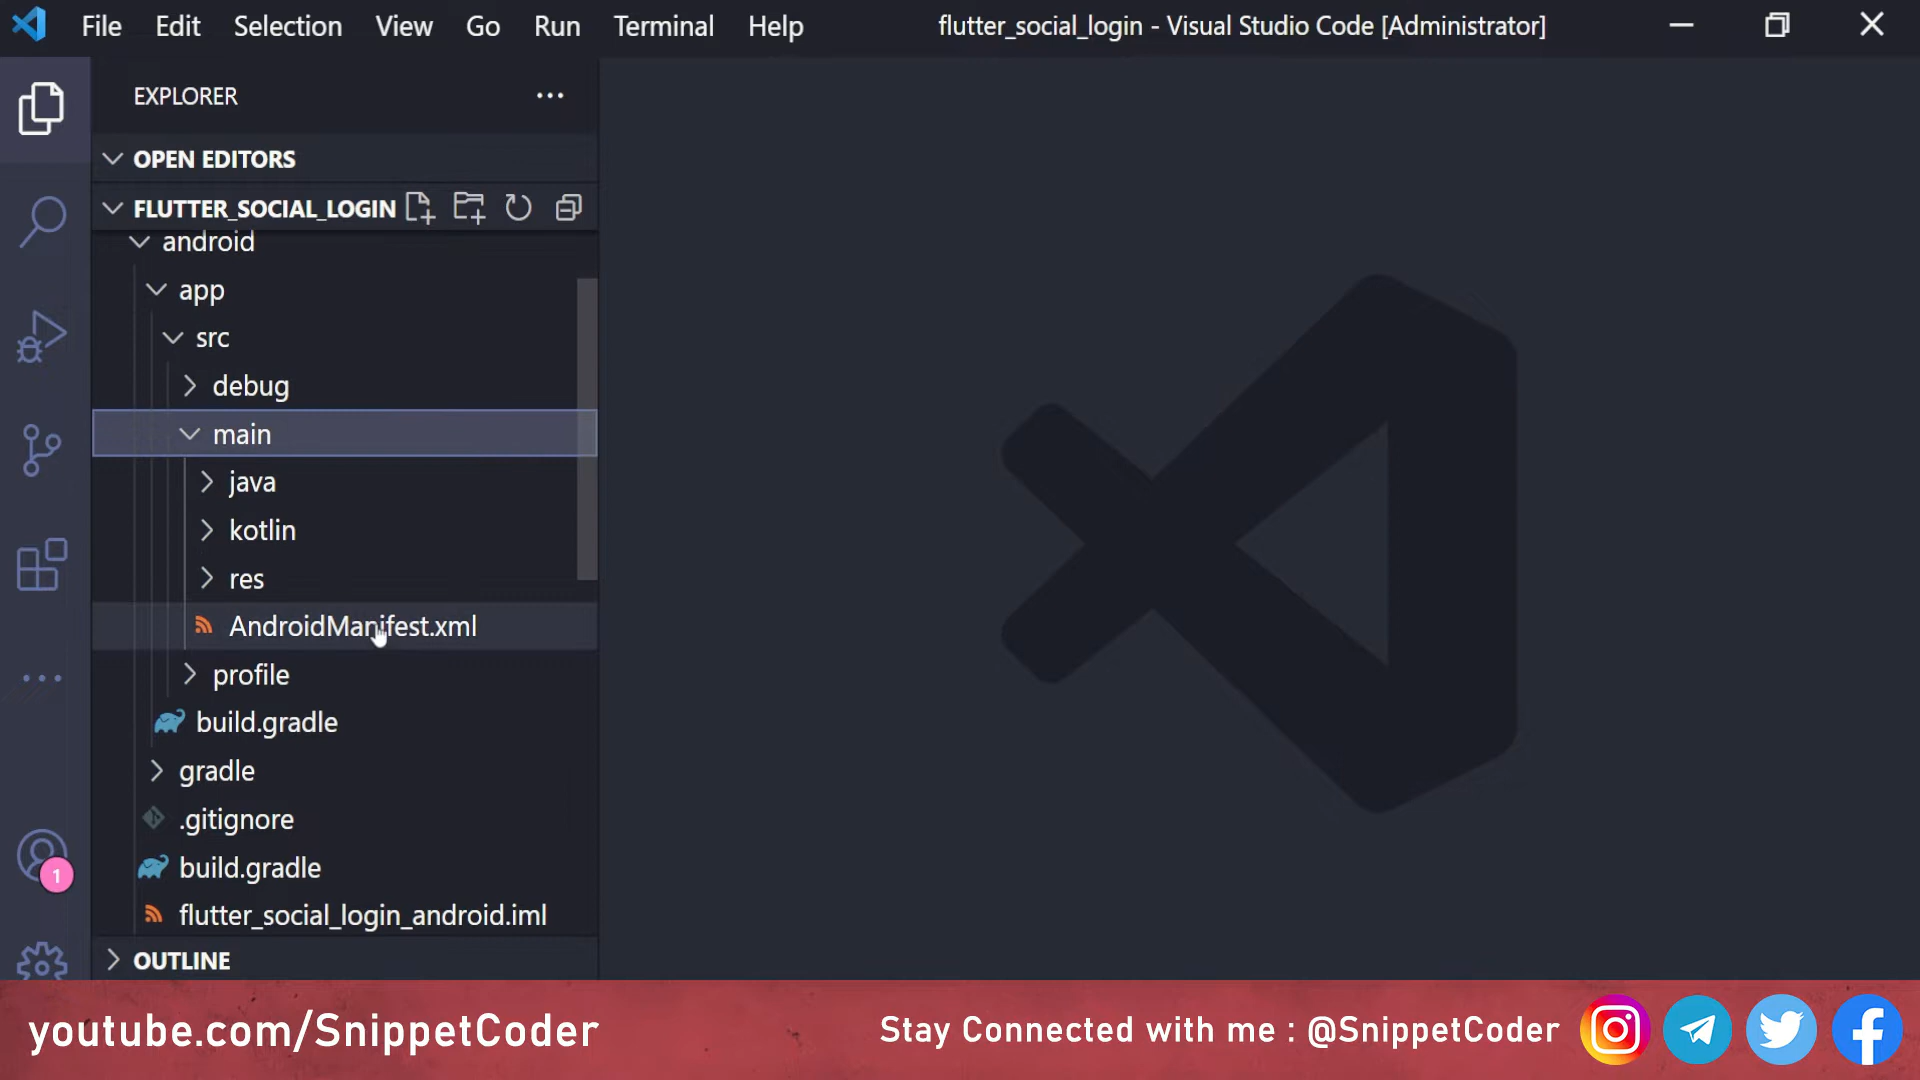 File Edit Selection View Go Run Terminal Help flutter_social_login - Visual Studio Code [Administrator]
EXPLORER
OPEN EDITORS
FLUTTER_SOCIAL_LOGIN
android
app
src
debug
main
java
kotlin
res
AndroidManifest.xml
profile
build.gradle
gradle
.gitignore
build.gradle
flutter_social_login_android.iml
1
OUTLINE
youtube.com/SnippetCoder Stay Connected with me : @SnippetCoder